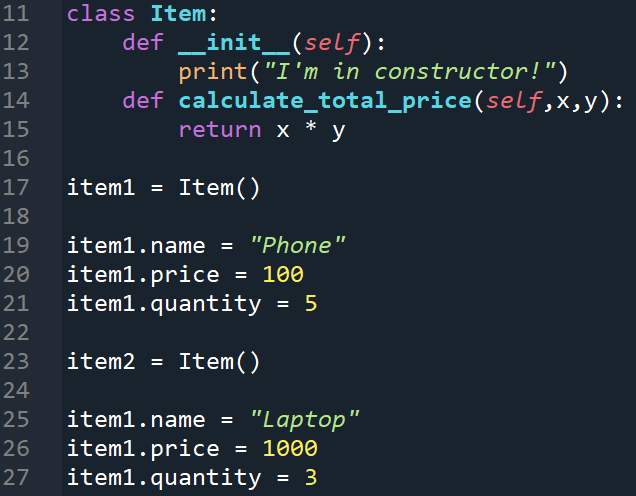 11 class Item:
12     def __init__(self):
13         print("I'm in constructor!")
14     def calculate_total_price(self,x,y):
15         return x * y
16
17 item1 = Item()
18
19 item1.name = "Phone"
20 item1.price = 100
21 item1.quantity = 5
22
23 item2 = Item()
24
25 item1.name = "Laptop"
26 item1.price = 1000
27 item1.quantity = 3